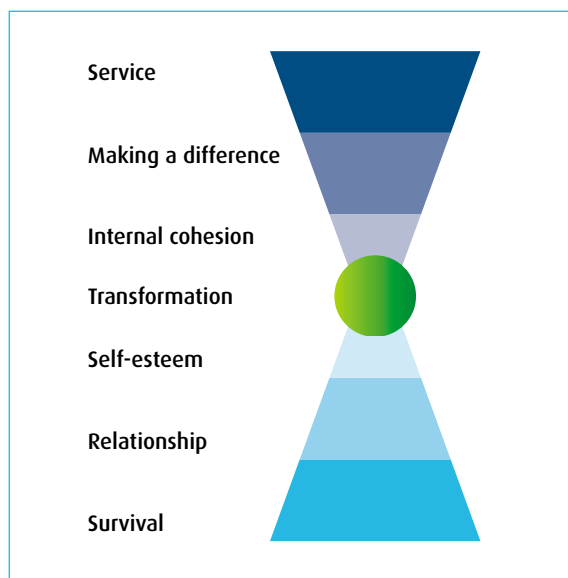 Service
Making a difference
Internal cohesion
Transformation
Self-esteem
Relationship
Survival